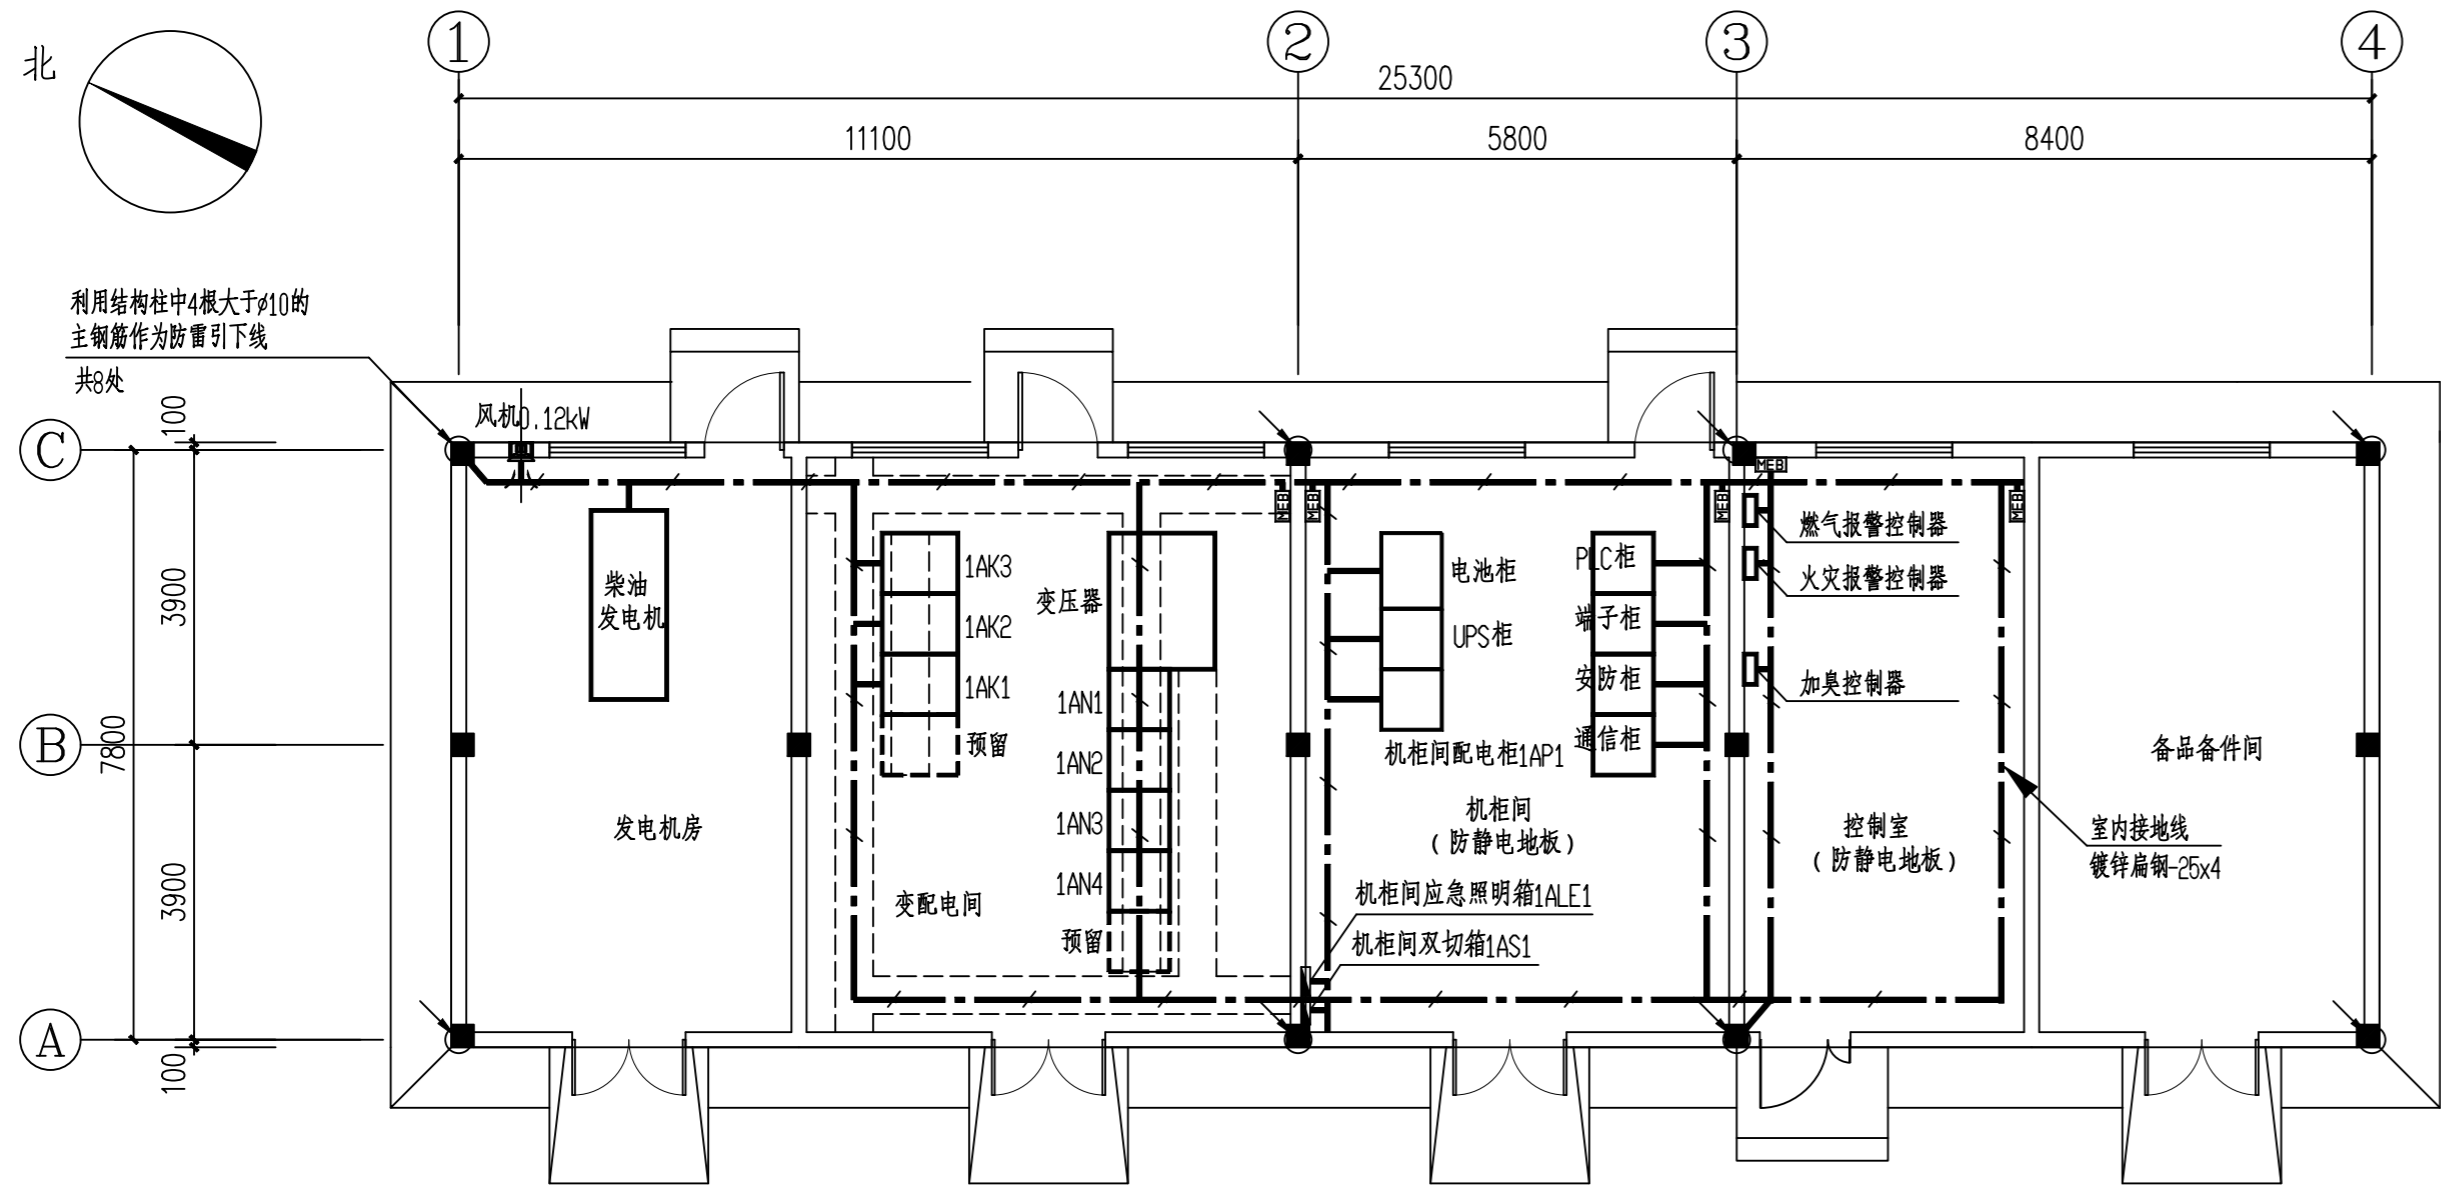 北
1
2
3
4
25300
11100
5800
8400
利用结构柱中4根大于ø10的
主钢筋作为防雷引下线
共8处
100
C
3900
7800
B
3900
A
100
风机0.12kW
MEB
MEB
MEB
MEB
MEB
柴油
发电机
1AK3
1AK2
1AK1
预留
变压器
1AN1
1AN2
1AN3
1AN4
预留
电池柜
UPS柜
机柜间配电柜1AP1
PLC柜
端子柜
安防柜
通信柜
燃气报警控制器
火灾报警控制器
加臭控制器
发电机房
变配电间
机柜间
(防静电地板)
控制室
(防静电地板)
备品备件间
机柜间应急照明箱1ALE1
机柜间双切箱1AS1
室内接地线
镀锌扁钢-25x4